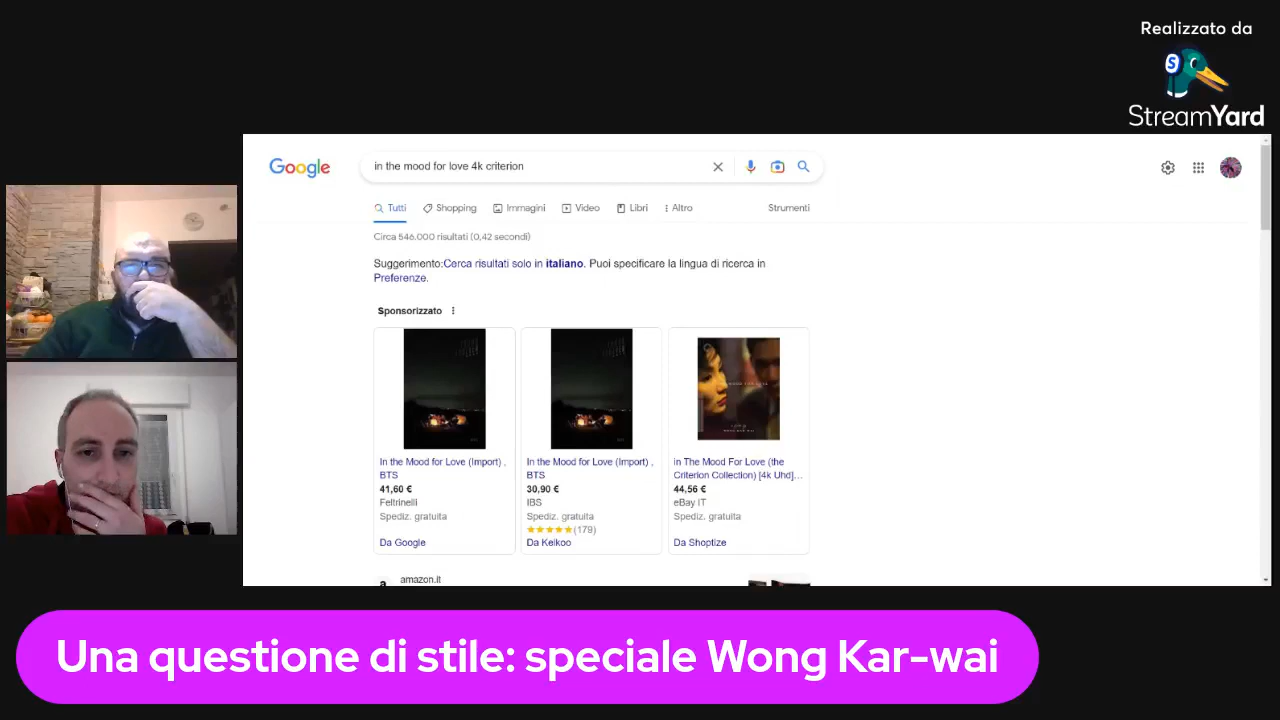 Realizzato da
StreamYard
Google
in the mood for love 4k criterion
Tutti
Shopping
Immagini
Video
Libri
Altro
Strumenti
Circa 546.000 risultati (0,42 secondi)
Suggerimento:Cerca risultati solo in italiano. Puoi specificare la lingua di ricerca in
Preferenze.
Sponsorizzato
In the Mood for Love (Import) ,
BTS
41,60 €
Feltrinelli
Spediz. gratuita
Da Google
In the Mood for Love (Import) ,
BTS
30,90 €
IBS
Spediz. gratuita
(179)
Da Kelkoo
in The Mood For Love (the
Criterion Collection) [4k Uhd]...
44,56 €
eBay IT
Spediz. gratuita
Da Shoptize
a
amazon.it
Una questione di stile: speciale Wong Kar-wai